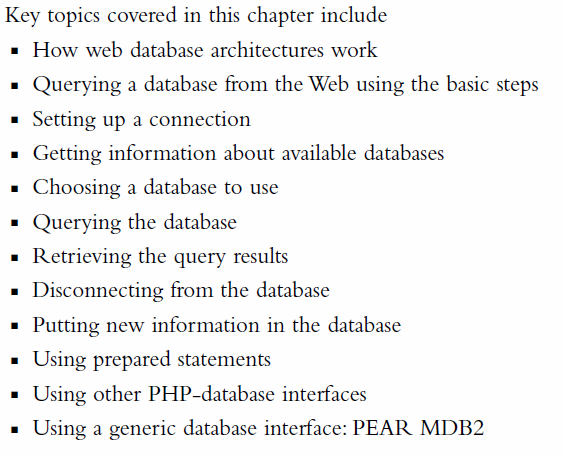 Key topics covered in this chapter include
▪ How web database architectures work
▪ Querying a database from the Web using the basic steps
▪ Setting up a connection
▪ Getting information about available databases
▪ Choosing a database to use
▪ Querying the database
▪ Retrieving the query results
▪ Disconnecting from the database
▪ Putting new information in the database
▪ Using prepared statements
▪ Using other PHP-database interfaces
▪ Using a generic database interface: PEAR MDB2